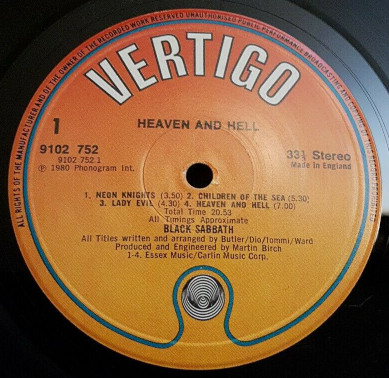 ALL RIGHTS OF THE MANUFACTURER AND OF THE OWNER OF THE RECORDED WORK RESERVED UNAUTHORISED PUBLIC PERFORMANCE BROADCASTING AND
VERTIGO
1
HEAVEN AND HELL
9102 752
9102 752.1
℗ 1980 Phonogram Int.
33⅓ Stereo
Made in England
1. NEON KNIGHTS (3.50) 2. CHILDREN OF THE SEA (5.30)
3. LADY EVIL (4.30) 4. HEAVEN AND HELL (7.00)
Total Time 20.53
All Timings Approximate
BLACK SABBATH
All Titles written and arranged by Butler/Dio/Iommi/Ward
Produced and Engineered by Martin Birch
1-4. Essex Music/Carlin Music Corp.